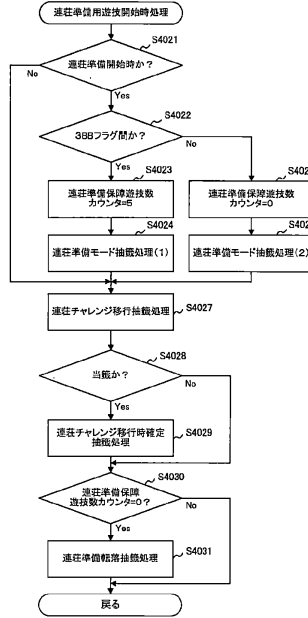 連荘準備用遊技開始時処理
S4021
連荘準備開始時か？
No
Yes
S4022
3BBフラグ間か？
No
Yes
S4023
連荘準備保障遊技数
カウンタ=5
S402
連荘準備保障遊技数
カウンタ=0
S4024
連荘準備モード抽籤処理(1)
S402
連荘準備モード抽籤処理(2)
S4027
連荘チャレンジ移行抽籤処理
S4028
当籤か？
No
Yes
S4029
連荘チャレンジ移行時確定
抽籤処理
S4030
連荘準備保障
遊技数カウンタ=0？
No
Yes
S4031
連荘準備転落抽籤処理
戻る